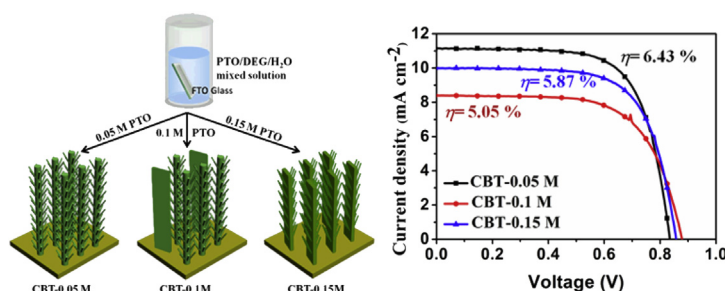 PTO/DEG/H₂O
mixed solution
FTO Glass
0.05 M PTO
0.1 M PTO
0.15 M PTO
CBT-0.05 M
CBT-0.1M
CBT-0.15M
Current density (mA cm⁻²)
12
10
8
6
4
2
0
η=6.43 %
η=5.87 %
η=5.05 %
CBT-0.05 M
CBT-0.1 M
CBT-0.15 M
0.0 0.2 0.4 0.6 0.8 1.0
Voltage (V)